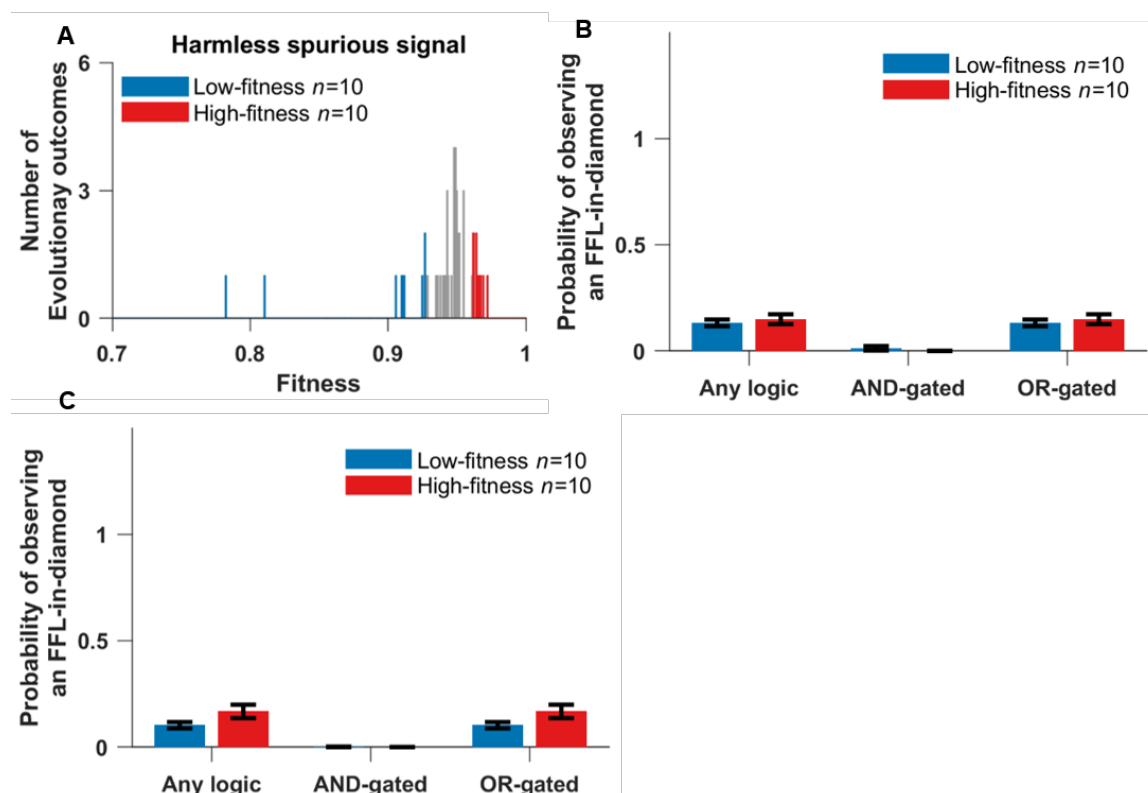 A
Harmless spurious signal
Number of
Evolutionay outcomes
6
3
0
Low-fitness n=10
High-fitness n=10
0.7
0.8
0.9
1
Fitness
B
Probability of observing
an FFL-in-diamond
1
0.5
0
Low-fitness n=10
High-fitness n=10
Any logic
AND-gated
OR-gated
C
Probability of observing
an FFL-in-diamond
1
0.5
0
Low-fitness n=10
High-fitness n=10
Any logic
AND-gated
OR-gated